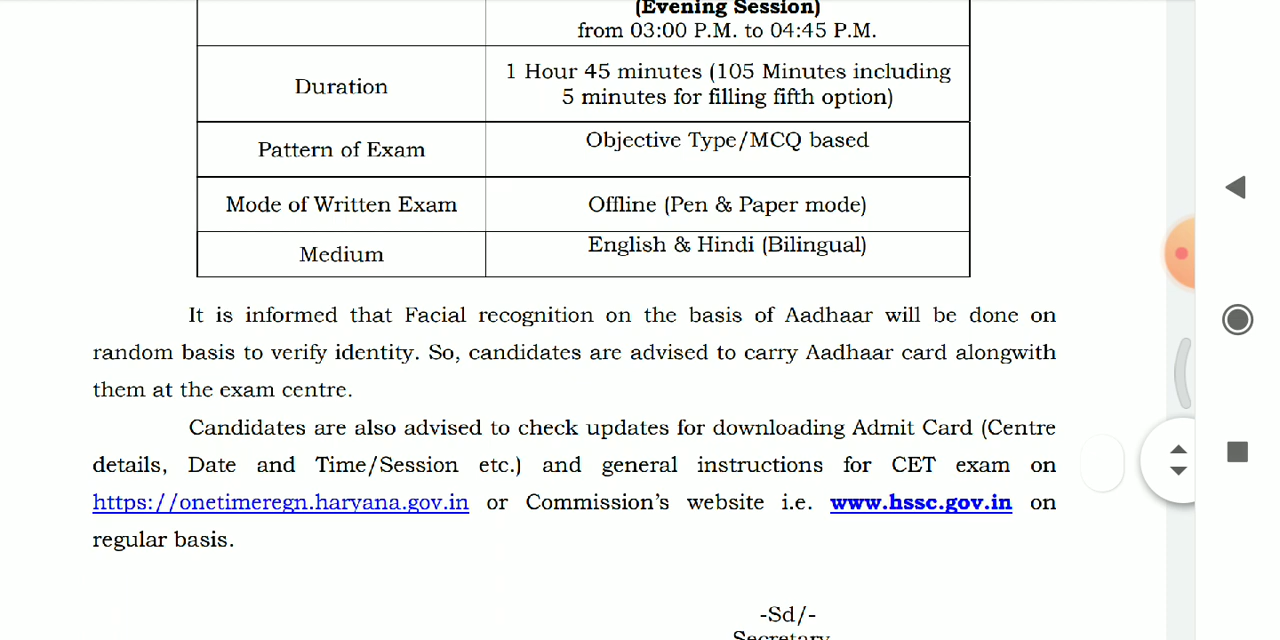 (Evening Session)
from 03:00 P.M. to 04:45 P.M.
Duration
1 Hour 45 minutes (105 Minutes including
5 minutes for filling fifth option)
Pattern of Exam
Objective Type/MCQ based
Mode of Written Exam
Offline (Pen & Paper mode)
Medium
English & Hindi (Bilingual)
It is informed that Facial recognition on the basis of Aadhaar will be done on
random basis to verify identity. So, candidates are advised to carry Aadhaar card alongwith
them at the exam centre.
Candidates are also advised to check updates for downloading Admit Card (Centre
details, Date and Time/Session etc.) and general instructions for CET exam on
https://onetimeregn.haryana.gov.in or Commission's website i.e. www.hssc.gov.in on
regular basis.
-Sd/-
Secretary